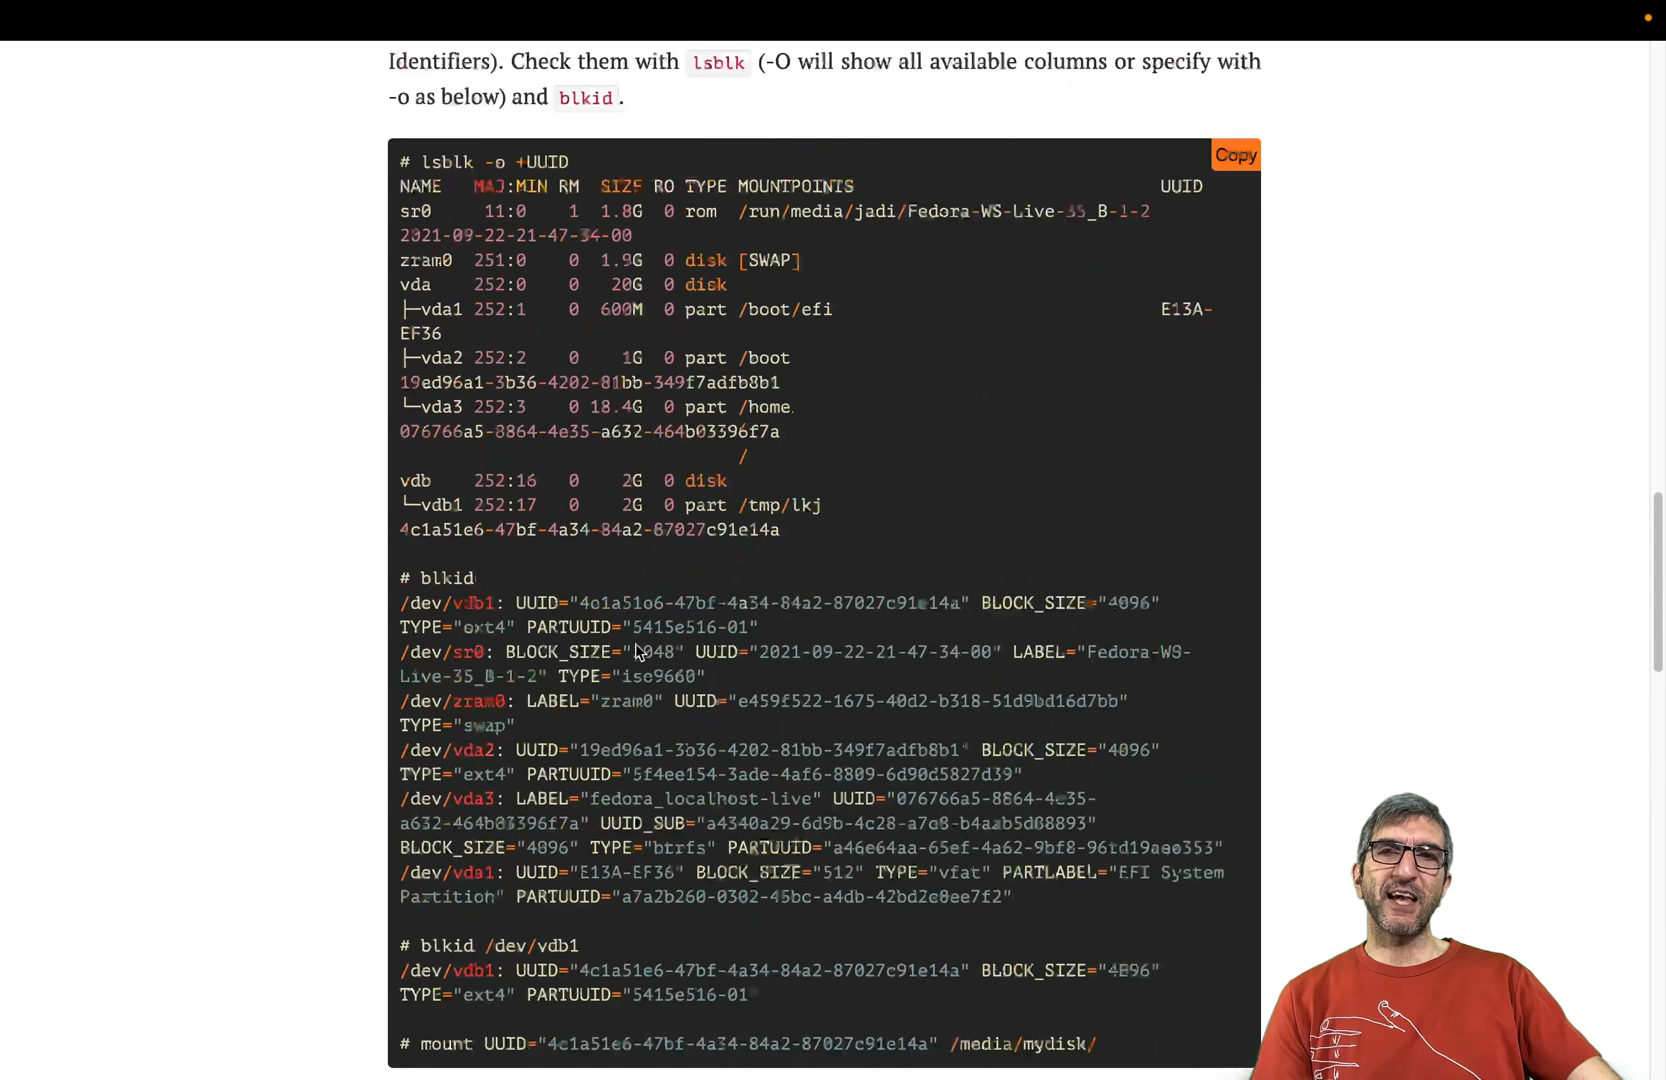 Identifiers). Check them with lsblk (-O will show all available columns or specify with
-o as below) and blkid.
Copy
# lsblk -o +UUID
NAME MAJ:MIN RM SIZE RO TYPE MOUNTPOINTS UUID
sr0 11:0 1 1.8G 0 rom /run/media/jadi/Fedora-WS-Live-35_B-1-2
2021-09-22-21-47-34-00
zram0 251:0 0 1.9G 0 disk [SWAP]
vda 252:0 0 20G 0 disk
├─vda1 252:1 0 600M 0 part /boot/efi E13A-
EF36
├─vda2 252:2 0 1G 0 part /boot
19ed96a1-3b36-4202-81bb-349f7adfb8b1
└─vda3 252:3 0 18.4G 0 part /home
076766a5-8864-4e35-a632-464b03396f7a
/
vdb 252:16 0 2G 0 disk
└─vdb1 252:17 0 2G 0 part /tmp/lkj
4c1a51e6-47bf-4a34-84a2-87027c91e14a
# blkid
/dev/vdb1: UUID="4c1a51e6-47bf-4a34-84a2-87027c91e14a" BLOCK_SIZE="4096"
TYPE="ext4" PARTUUID="5415e516-01"
/dev/sr0: BLOCK_SIZE="2048" UUID="2021-09-22-21-47-34-00" LABEL="Fedora-WS-
Live-35_B-1-2" TYPE="iso9660"
/dev/zram0: LABEL="zram0" UUID="e459f522-1675-40d2-b318-51d9bd16d7bb"
TYPE="swap"
/dev/vda2: UUID="19ed96a1-3b36-4202-81bb-349f7adfb8b1" BLOCK_SIZE="4096"
TYPE="ext4" PARTUUID="5f4ee154-3ade-4af6-8809-6d90d5827d39"
/dev/vda3: LABEL="fedora_localhost-live" UUID="076766a5-8864-4e35-
a632-464b03396f7a" UUID_SUB="a4340a29-6d9b-4c28-a7c8-b4aab5d88893"
BLOCK_SIZE="4096" TYPE="btrfs" PARTUUID="a46e64aa-65ef-4a62-9bf8-96td19aee353"
/dev/vda1: UUID="E13A-EF36" BLOCK_SIZE="512" TYPE="vfat" PARTLABEL="EFI System
Partition" PARTUUID="a7a2b260-0302-45bc-a4db-42bd2c8ee7f2"
# blkid /dev/vdb1
/dev/vdb1: UUID="4c1a51e6-47bf-4a34-84a2-87027c91e14a" BLOCK_SIZE="4096"
TYPE="ext4" PARTUUID="5415e516-01
# mount UUID="4c1a51e6-47bf-4a34-84a2-87027c91e14a" /media/mydisk/